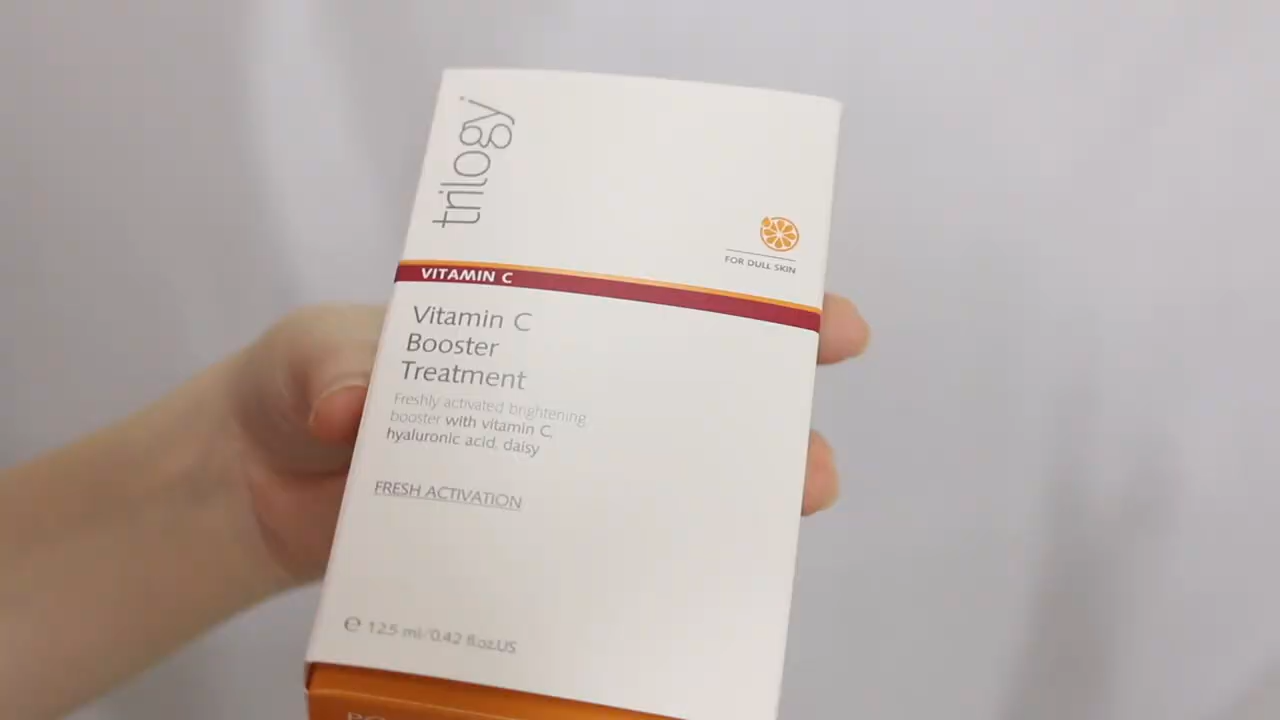 trilogy
FOR DULL SKIN
VITAMIN C
Vitamin C
Booster
Treatment
Freshly activated brightening
booster with vitamin C,
hyaluronic acid, daisy
FRESH ACTIVATION
℮ 12.5 ml/0.42 fl.oz.US